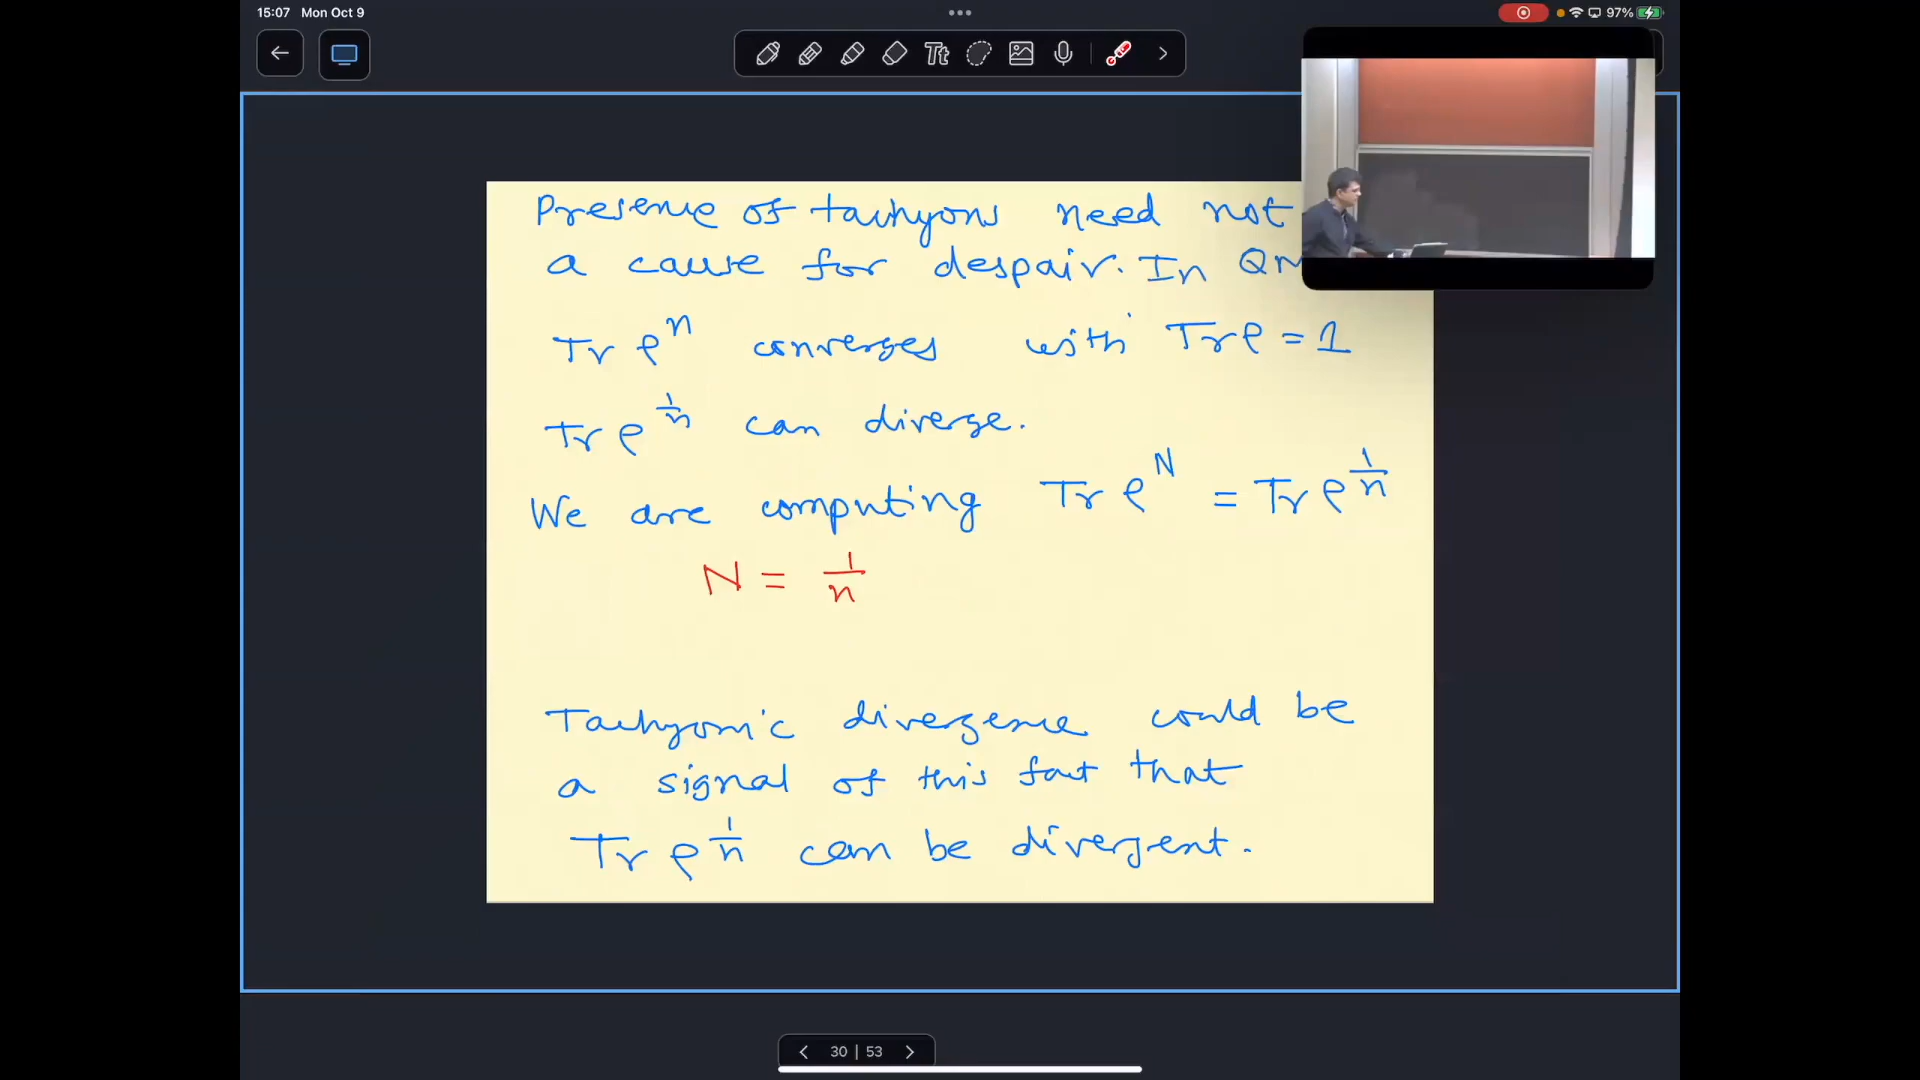 15:07 Mon Oct 9
97%
Tt
Presence of tachyons need not
a cause for despair. In QM
Tr ρ^n converges with Tr ρ = 1
Tr ρ^{1/n} can diverge.
We are computing Tr ρ^N = Tr ρ^{1/n}
N = 1/n
Tachyonic divergence could be
a signal of this fact that
Tr ρ^{1/n} can be divergent.
30 | 53